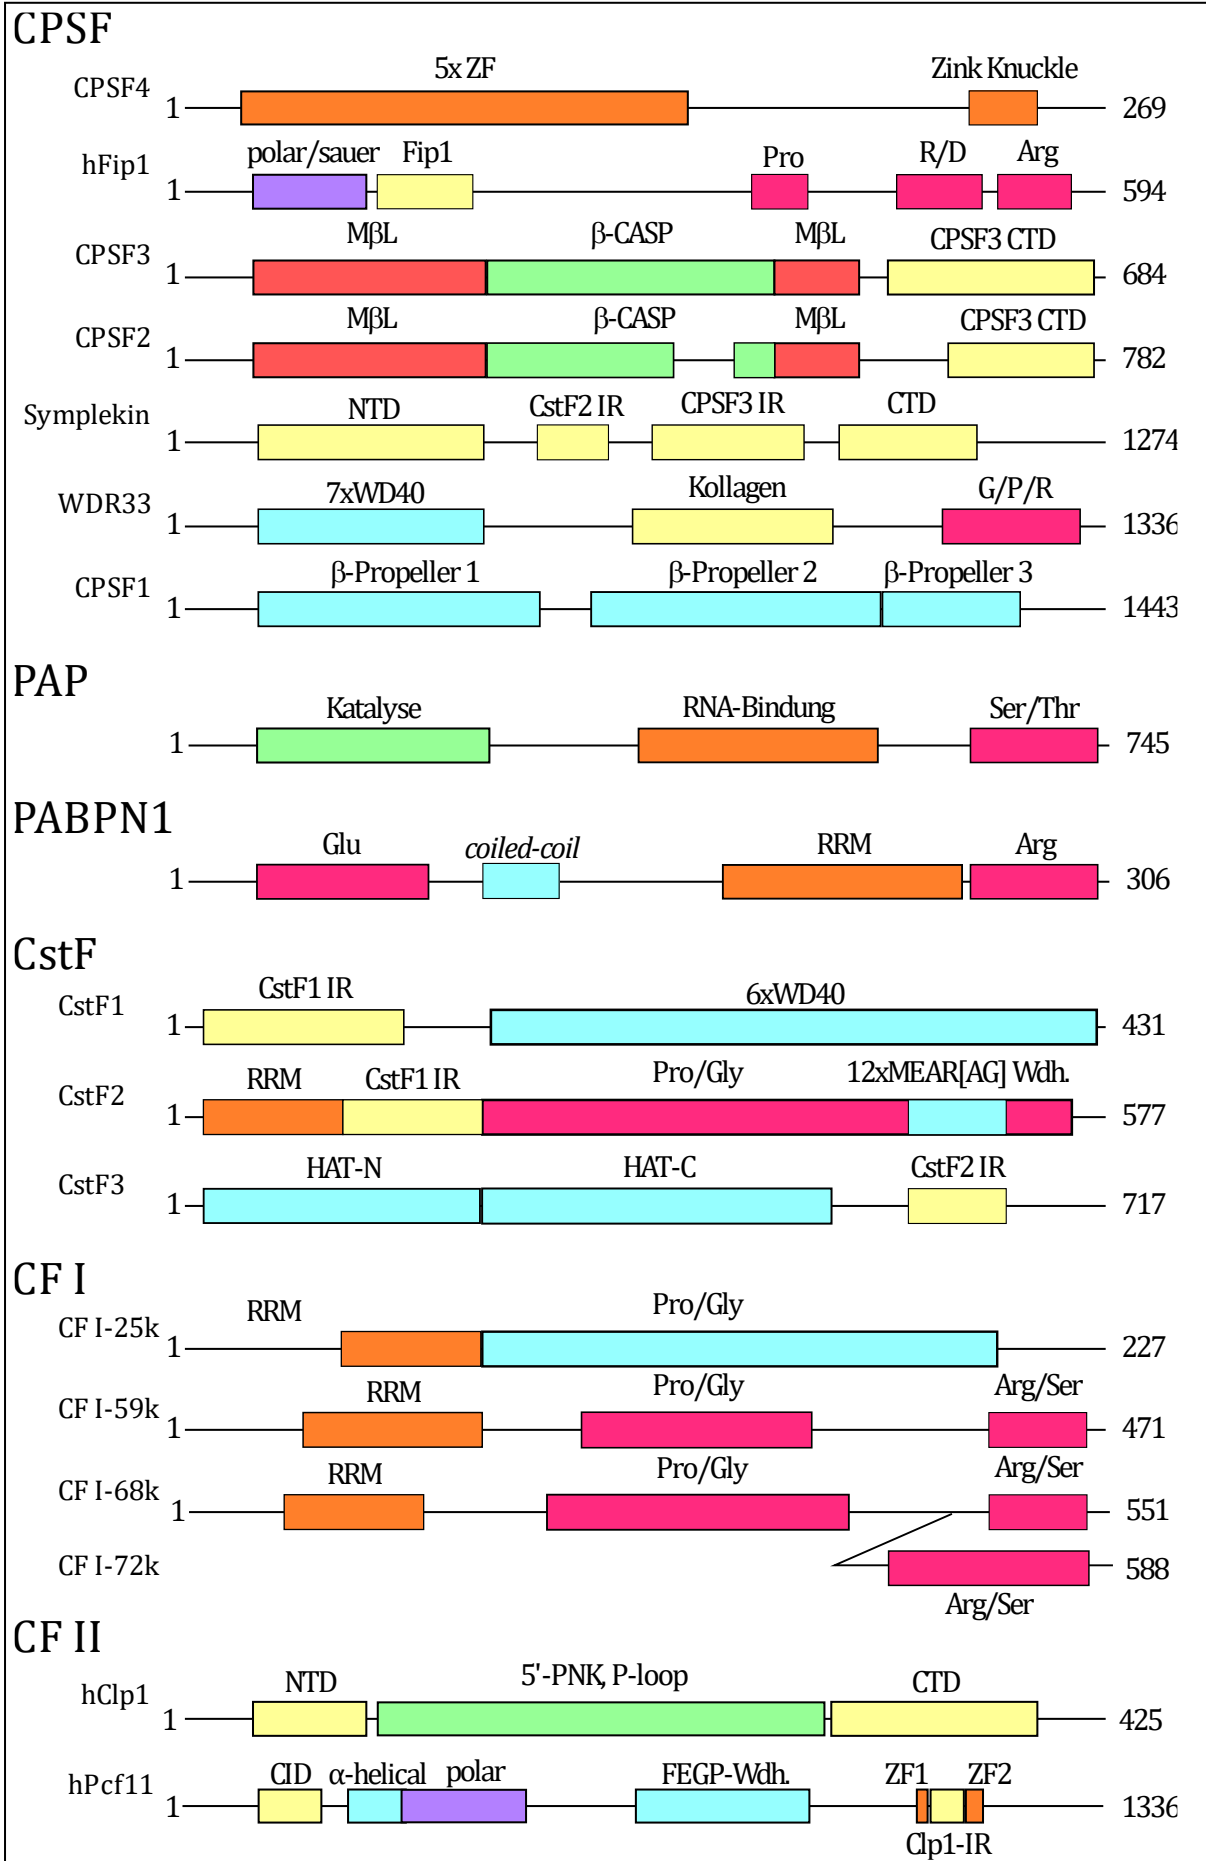 CPSF
5x ZF Zink Knuckle
CPSF4 1 269
polar/sauer Fip1 Pro R/D Arg
hFip1 1 594
MβL β-CASP MβL CPSF3 CTD
CPSF3 1 684
MβL β-CASP MβL CPSF3 CTD
CPSF2 1 782
NTD CstF2 IR CPSF3 IR CTD
Symplekin 1 1274
7xWD40 Kollagen G/P/R
WDR33 1 1336
β-Propeller 1 β-Propeller 2 β-Propeller 3
CPSF1 1 1443
PAP
Katalyse RNA-Bindung Ser/Thr
1 745
PABPN1
Glu coiled-coil RRM Arg
1 306
CstF
CstF1 IR 6xWD40
CstF1 1 431
RRM CstF1 IR Pro/Gly 12xMEAR[AG] Wdh.
CstF2 1 577
HAT-N HAT-C CstF2 IR
CstF3 1 717
CF I
RRM Pro/Gly
CF I-25k 1 227
RRM Pro/Gly Arg/Ser
CF I-59k 1 471
RRM Pro/Gly Arg/Ser
CF I-68k 1 551
CF I-72k 588
Arg/Ser
CF II
NTD 5'-PNK, P-loop CTD
hClp1 1 425
CID α-helical polar FEGP-Wdh. ZF1 ZF2
hPcf11 1 1336
Clp1-IR